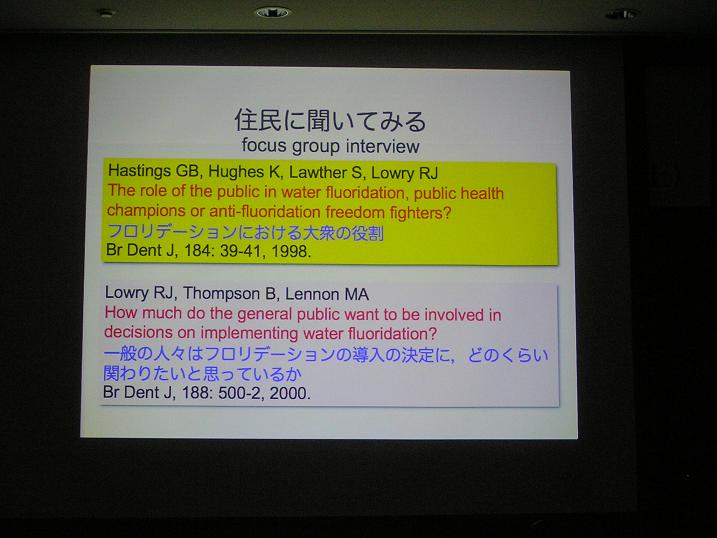 住民に聞いてみる
focus group interview
Hastings GB, Hughes K, Lawther S, Lowry RJ
The role of the public in water fluoridation, public health
champions or anti-fluoridation freedom fighters?
フロリデーションにおける大衆の役割
Br Dent J, 184: 39-41, 1998.
Lowry RJ, Thompson B, Lennon MA
How much do the general public want to be involved in
decisions on implementing water fluoridation?
一般の人々はフロリデーションの導入の決定に，どのくらい
関わりたいと思っているか
Br Dent J, 188: 500-2, 2000.